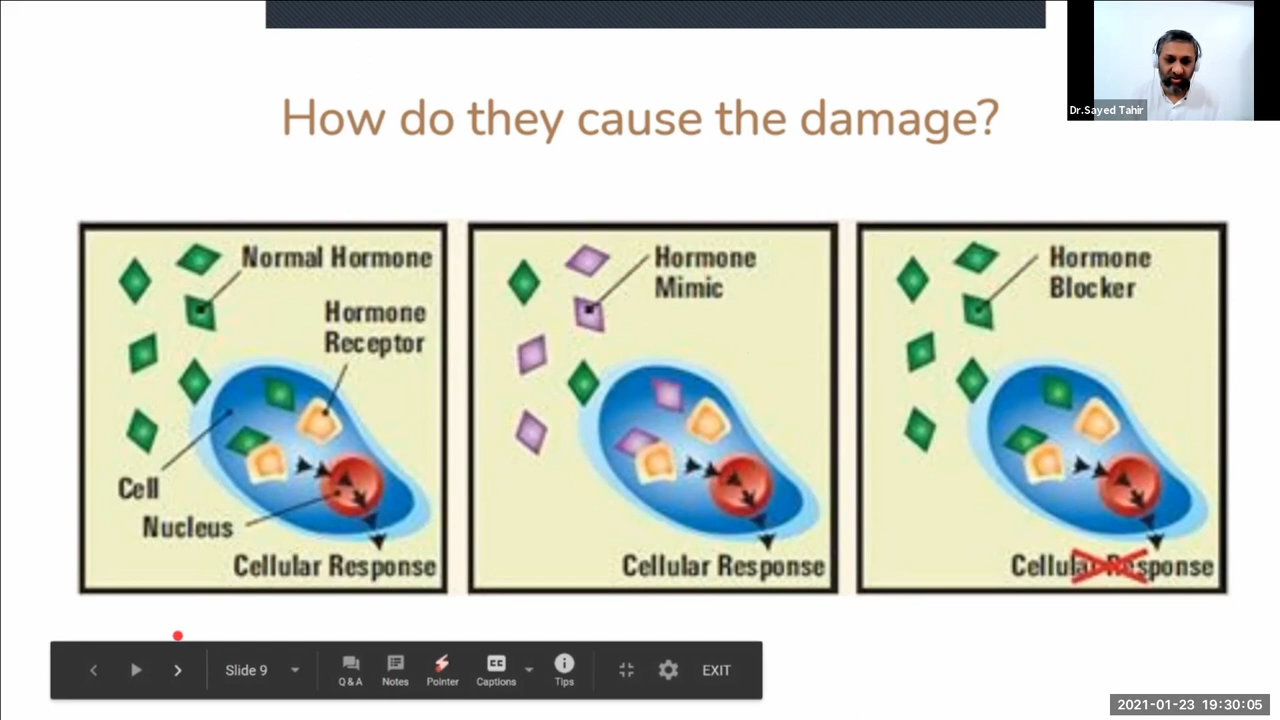 Dr.Sayed Tahir
How do they cause the damage?
Normal Hormone
Hormone
Receptor
Cell
Nucleus
Cellular Response
Hormone
Mimic
Cellular Response
Hormone
Blocker
Cellular Response
Slide 9
Q & A
Notes
Pointer
CC
Captions
Tips
EXIT
2021-01-23 19:30:05